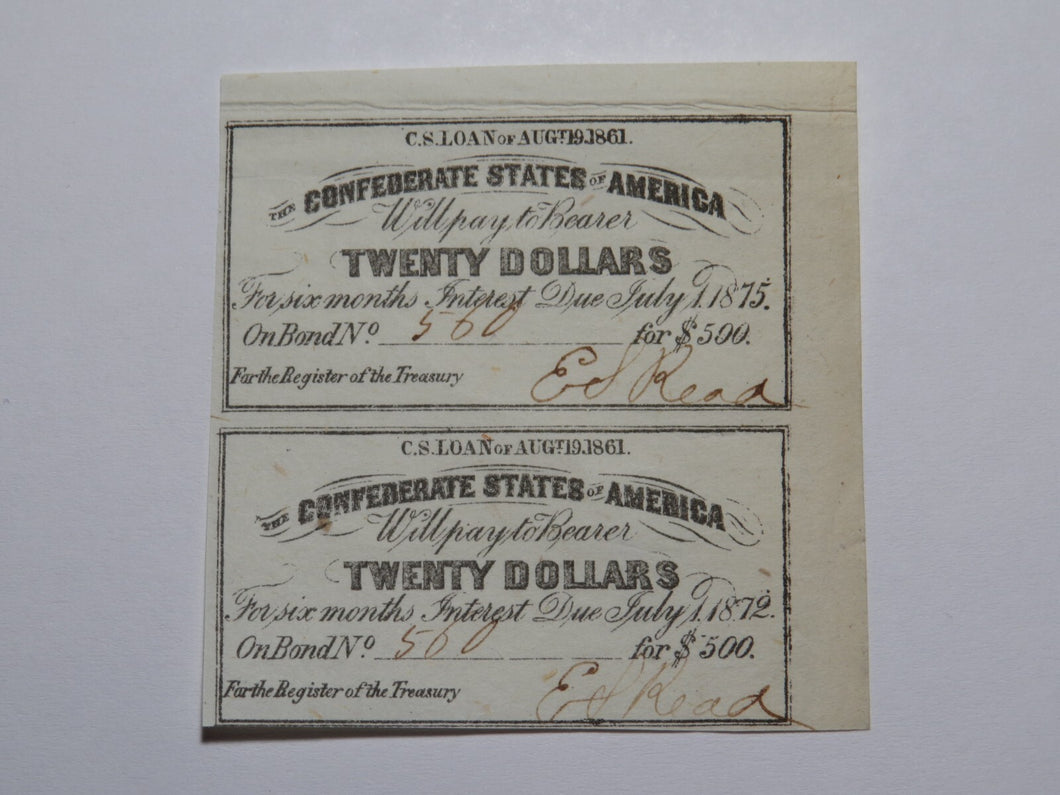 C.S. LOAN OF AUGT. 19. 1861.
THE CONFEDERATE STATES OF AMERICA
Will pay to Bearer
TWENTY DOLLARS
For six months Interest Due July 1. 1875.
On Bond No. 560 for $500.
For the Register of the Treasury
E S Read
C.S. LOAN OF AUGT. 19. 1861.
THE CONFEDERATE STATES OF AMERICA
Will pay to Bearer
TWENTY DOLLARS
For six months Interest Due July 1. 1872.
On Bond No. 560 for $500.
For the Register of the Treasury
E S Read